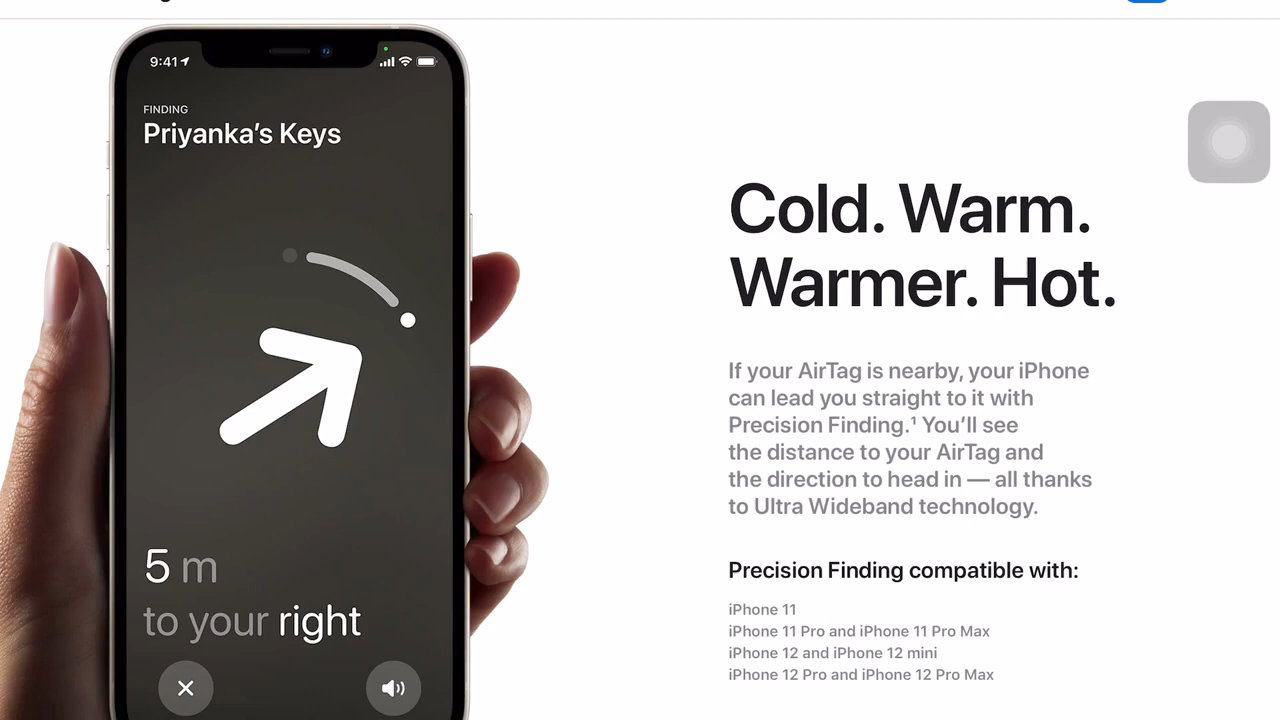 9:41
FINDING
Priyanka’s Keys
5 m
to your right
Cold. Warm.
Warmer. Hot.
If your AirTag is nearby, your iPhone
can lead you straight to it with
Precision Finding.¹ You’ll see
the distance to your AirTag and
the direction to head in — all thanks
to Ultra Wideband technology.
Precision Finding compatible with:
iPhone 11
iPhone 11 Pro and iPhone 11 Pro Max
iPhone 12 and iPhone 12 mini
iPhone 12 Pro and iPhone 12 Pro Max